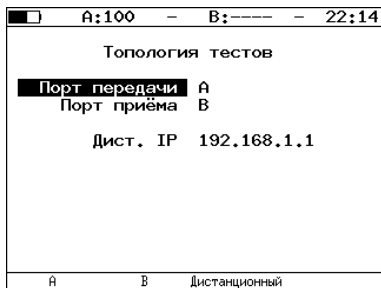 A:100 – B:---- – 22:14
Топология тестов
Порт передачи A
Порт приёма B
Дист. IP 192.168.1.1
A B Дистанционный